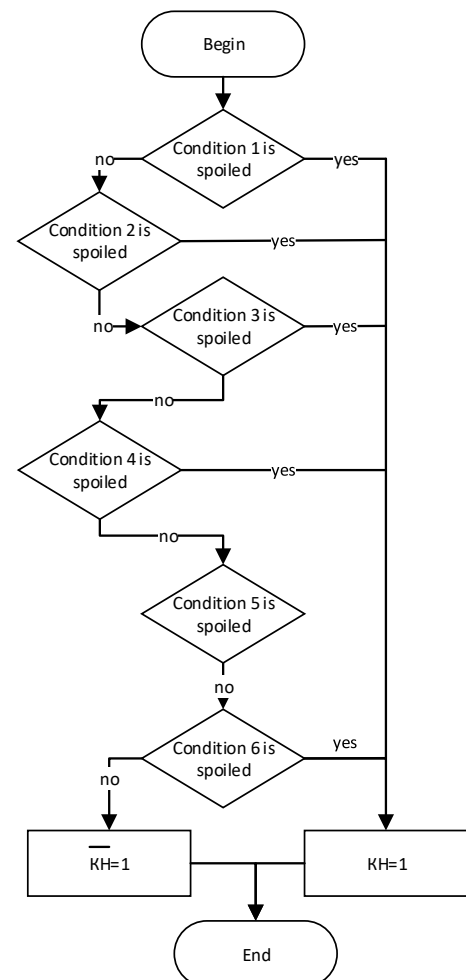 Begin
Condition 1 is
spoiled
no
yes
Condition 2 is
spoiled
yes
no
Condition 3 is
spoiled
yes
no
Condition 4 is
spoiled
yes
no
Condition 5 is
spoiled
no
Condition 6 is
spoiled
yes
no
K̅H̅=1
KH=1
End